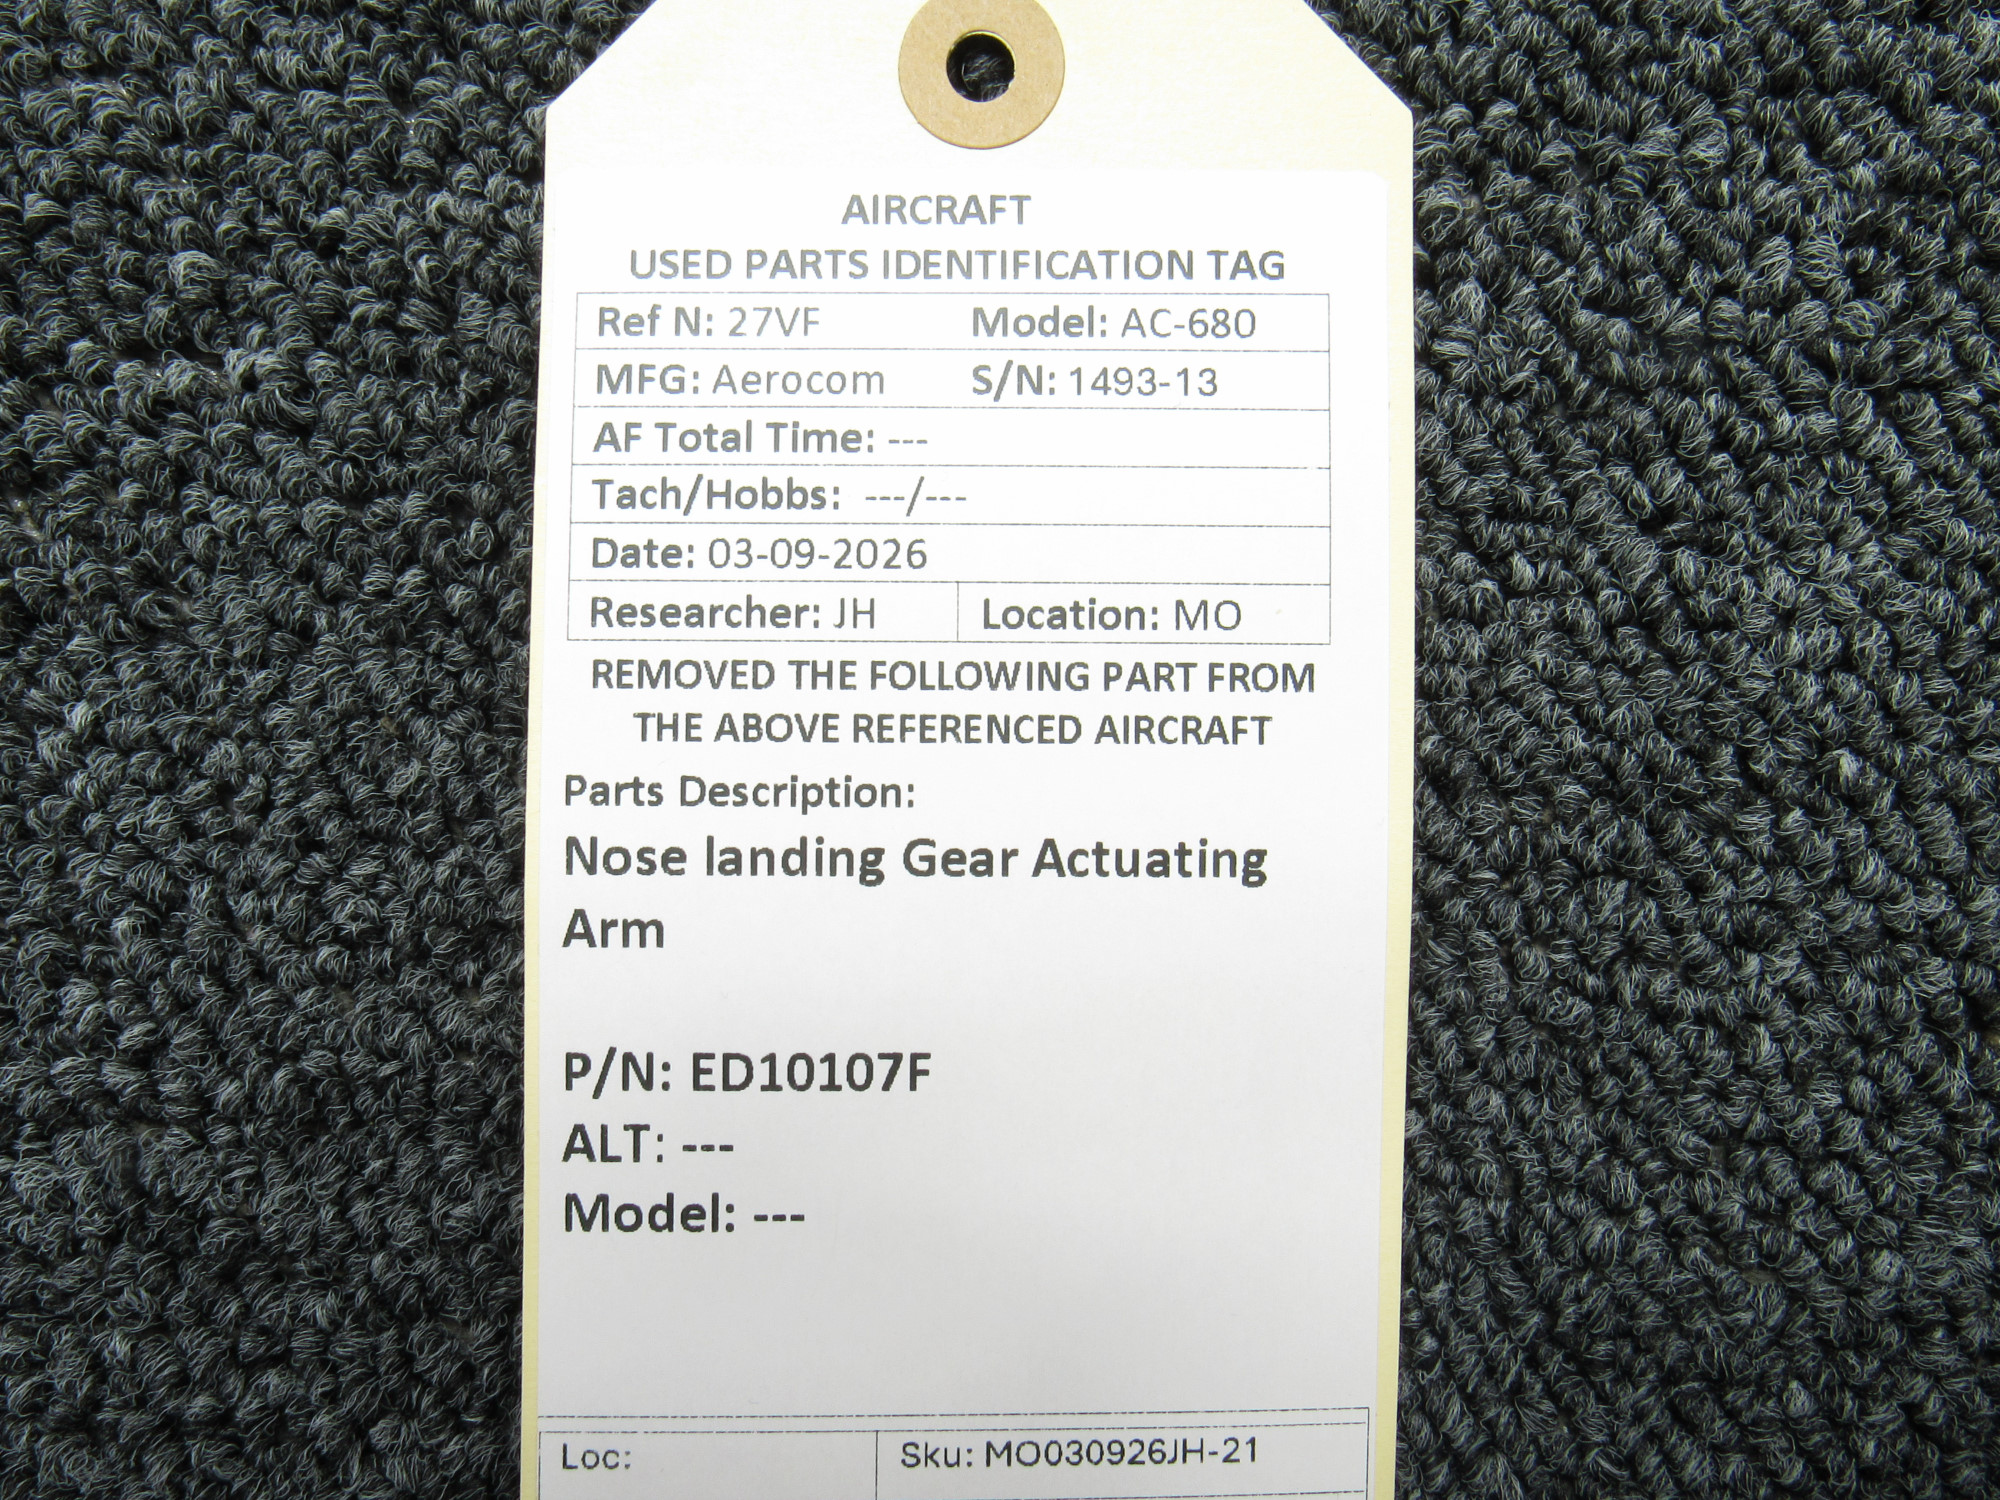 AIRCRAFT
USED PARTS IDENTIFICATION TAG
Ref N: 27VF Model: AC-680
MFG: Aerocom S/N: 1493-13
AF Total Time: ---
Tach/Hobbs: ---/---
Date: 03-09-2026
Researcher: JH Location: MO
REMOVED THE FOLLOWING PART FROM
THE ABOVE REFERENCED AIRCRAFT
Parts Description:
Nose landing Gear Actuating
Arm
P/N: ED10107F
ALT: ---
Model: ---
Loc: Sku: MO030926JH-21